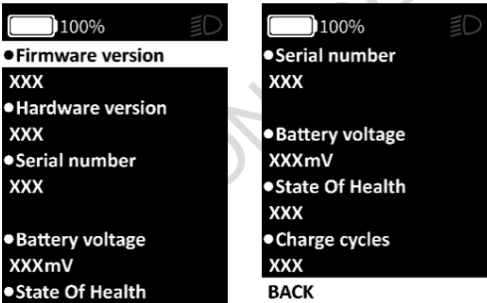 100%
Firmware version
XXX
Hardware version
XXX
Serial number
XXX
Battery voltage
XXXmV
State Of Health
100%
Serial number
XXX
Battery voltage
XXXmV
State Of Health
XXX
Charge cycles
XXX
BACK